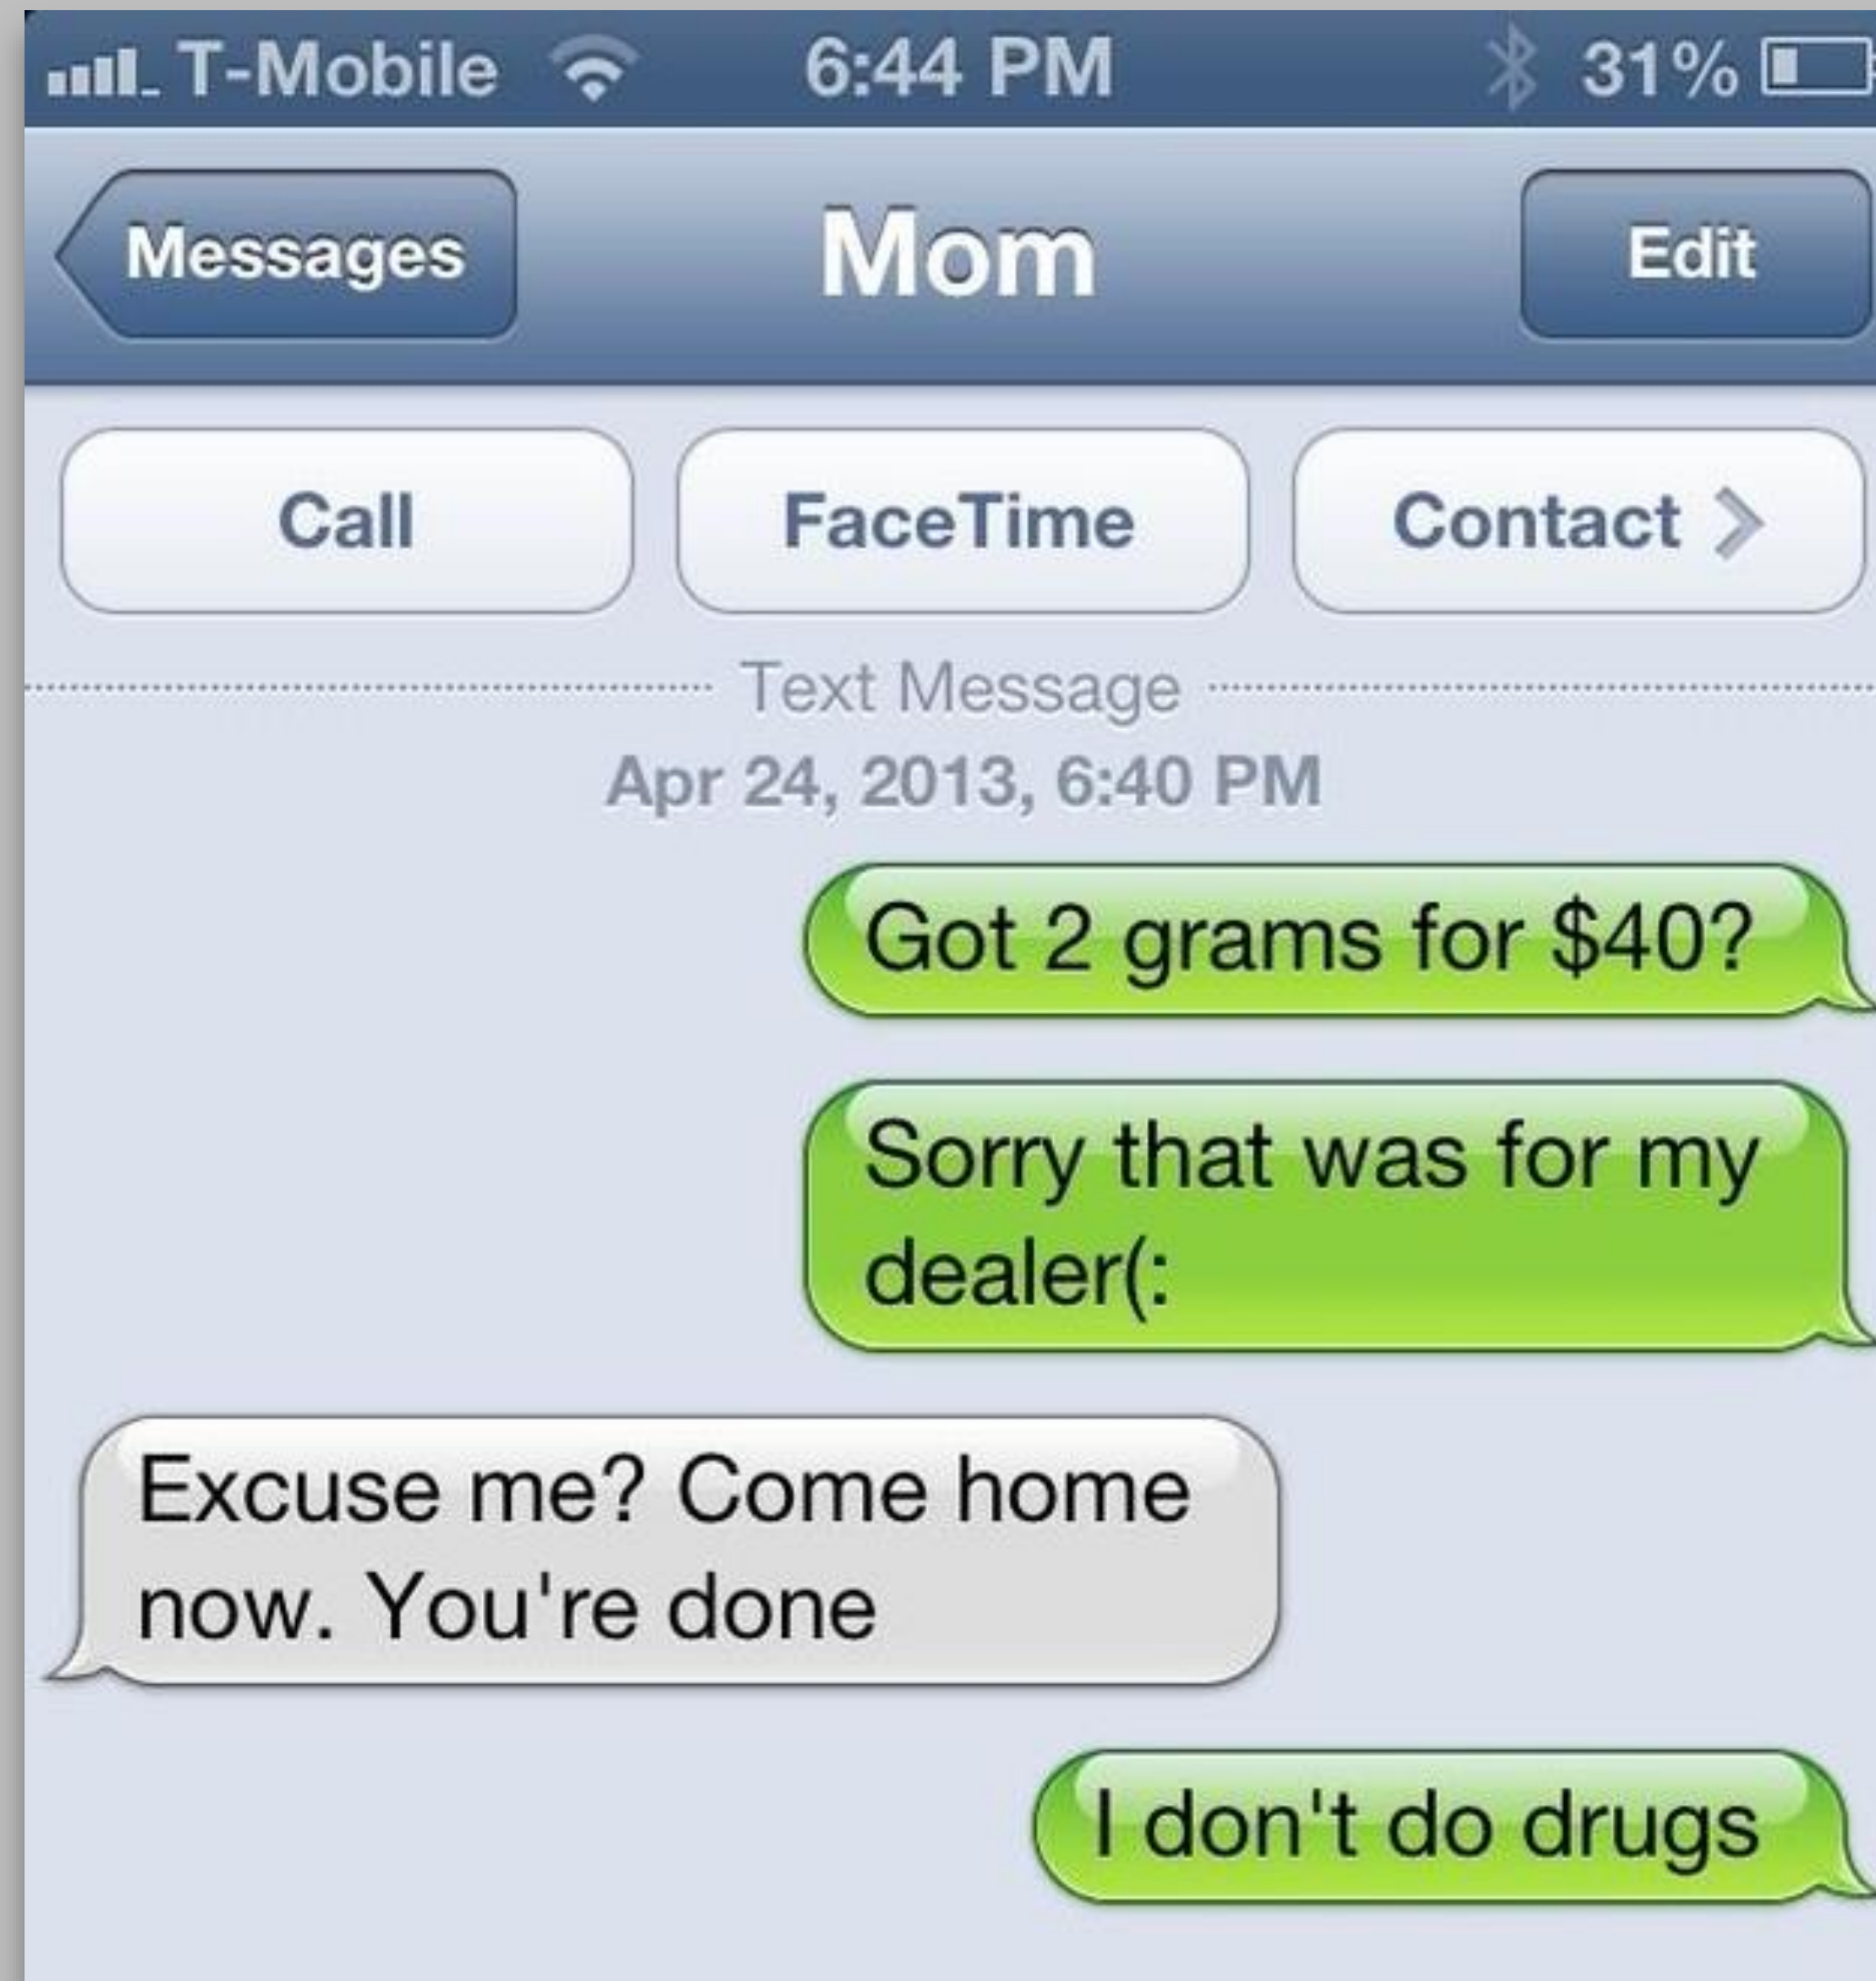 T-Mobile 6:44 PM 31%
Messages Mom Edit
Call FaceTime Contact
Text Message
Apr 24, 2013, 6:40 PM
Got 2 grams for $40?
Sorry that was for my
dealer(:
Excuse me? Come home
now. You're done
I don't do drugs